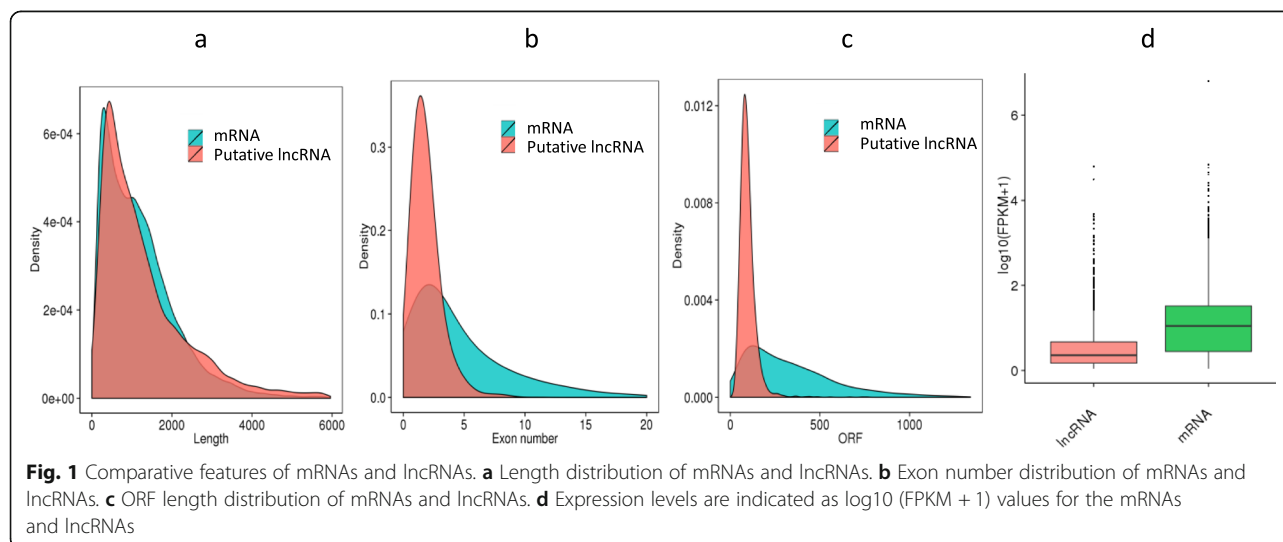 a
b
c
d
mRNA
Putative lncRNA
6e-04
4e-04
2e-04
0e+00
Density
0
2000
4000
6000
Length
mRNA
Putative lncRNA
0.3
0.2
0.1
0.0
Density
0
5
10
15
20
Exon number
mRNA
Putative lncRNA
0.012
0.008
0.004
0.000
Density
0
500
1000
ORF
6
4
2
0
log10(FPKM+1)
lncRNA
mRNA
Fig. 1 Comparative features of mRNAs and lncRNAs. a Length distribution of mRNAs and lncRNAs. b Exon number distribution of mRNAs and
lncRNAs. c ORF length distribution of mRNAs and lncRNAs. d Expression levels are indicated as log10 (FPKM + 1) values for the mRNAs
and lncRNAs